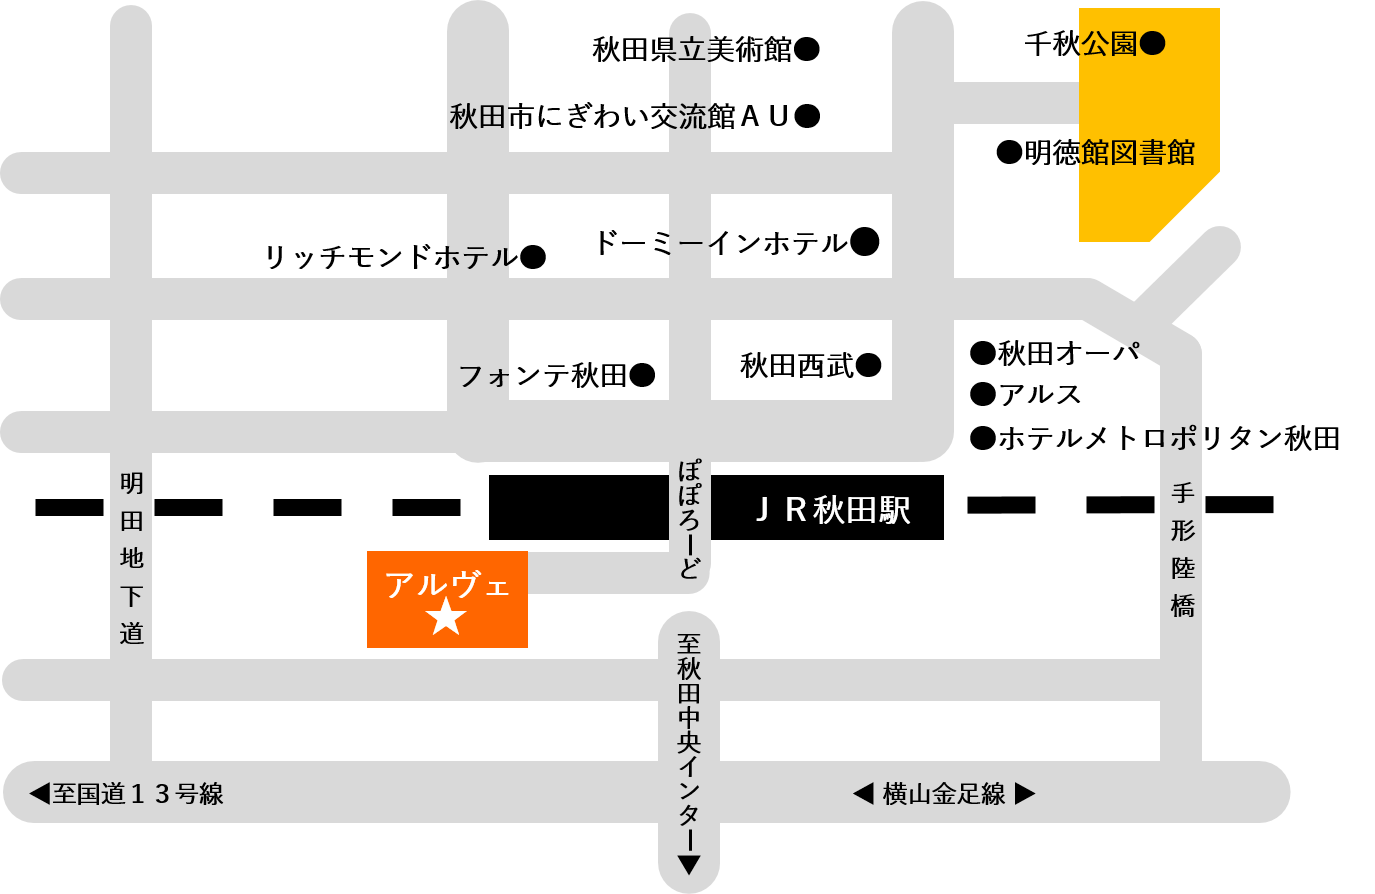 秋田県立美術館●
千秋公園●
秋田市にぎわい交流館ＡＵ●
●明徳館図書館
リッチモンドホテル●
ドーミーインホテル●
フォンテ秋田●
秋田西武●
●秋田オーパ
●アルス
●ホテルメトロポリタン秋田
明田地下道
ぽぽろーど
ＪＲ秋田駅
手形陸橋
アルヴェ
★
至秋田中央インター▼
◀至国道１３号線
◀ 横山金足線 ▶